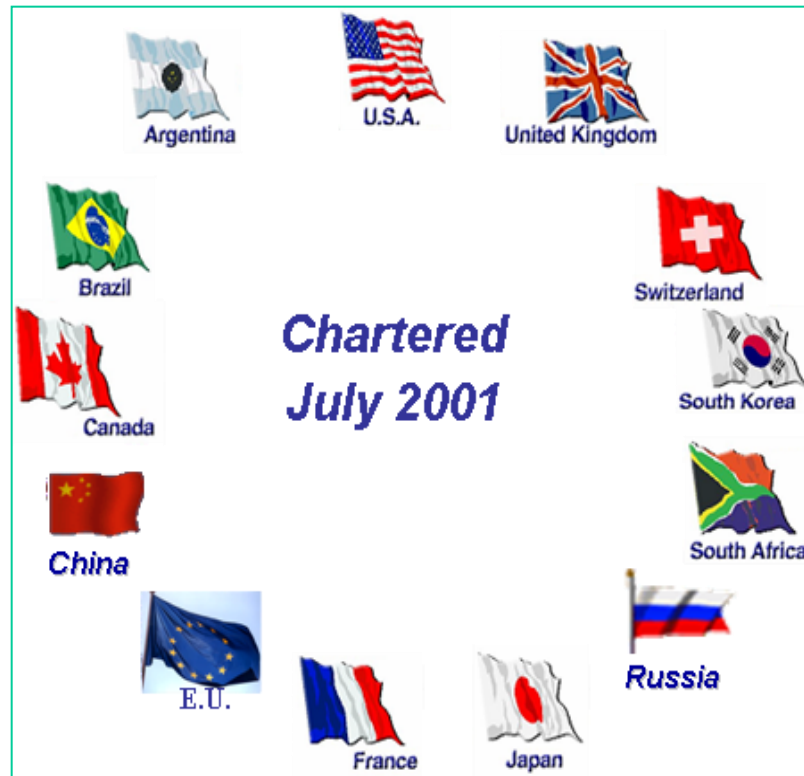 Argentina
U.S.A.
United Kingdom
Brazil
Switzerland
Chartered
July 2001
Canada
South Korea
China
South Africa
E.U.
Russia
France
Japan